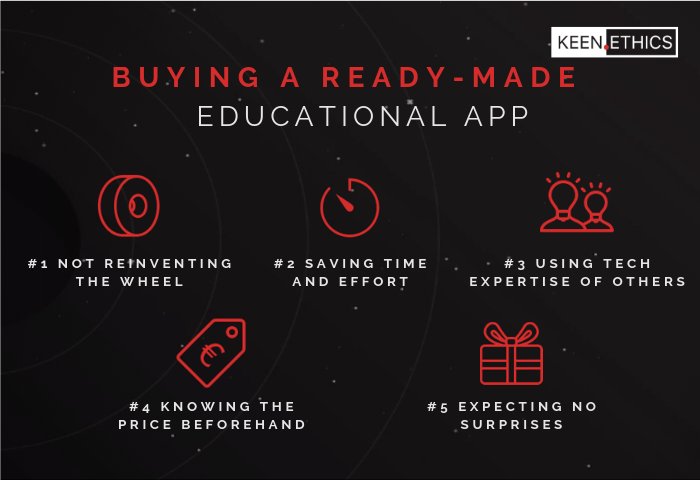 KEEN.ETHICS
BUYING A READY-MADE
EDUCATIONAL APP
#1 NOT REINVENTING
THE WHEEL
#2 SAVING TIME
AND EFFORT
#3 USING TECH
EXPERTISE OF OTHERS
€
#4 KNOWING THE
PRICE BEFOREHAND
#5 EXPECTING NO
SURPRISES